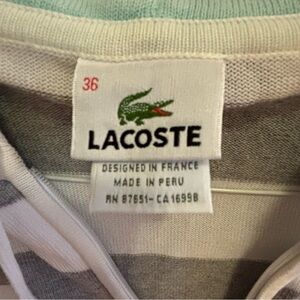 36
LACOSTE
DESIGNED IN FRANCE
MADE IN PERU
RN 87651-CA 16998